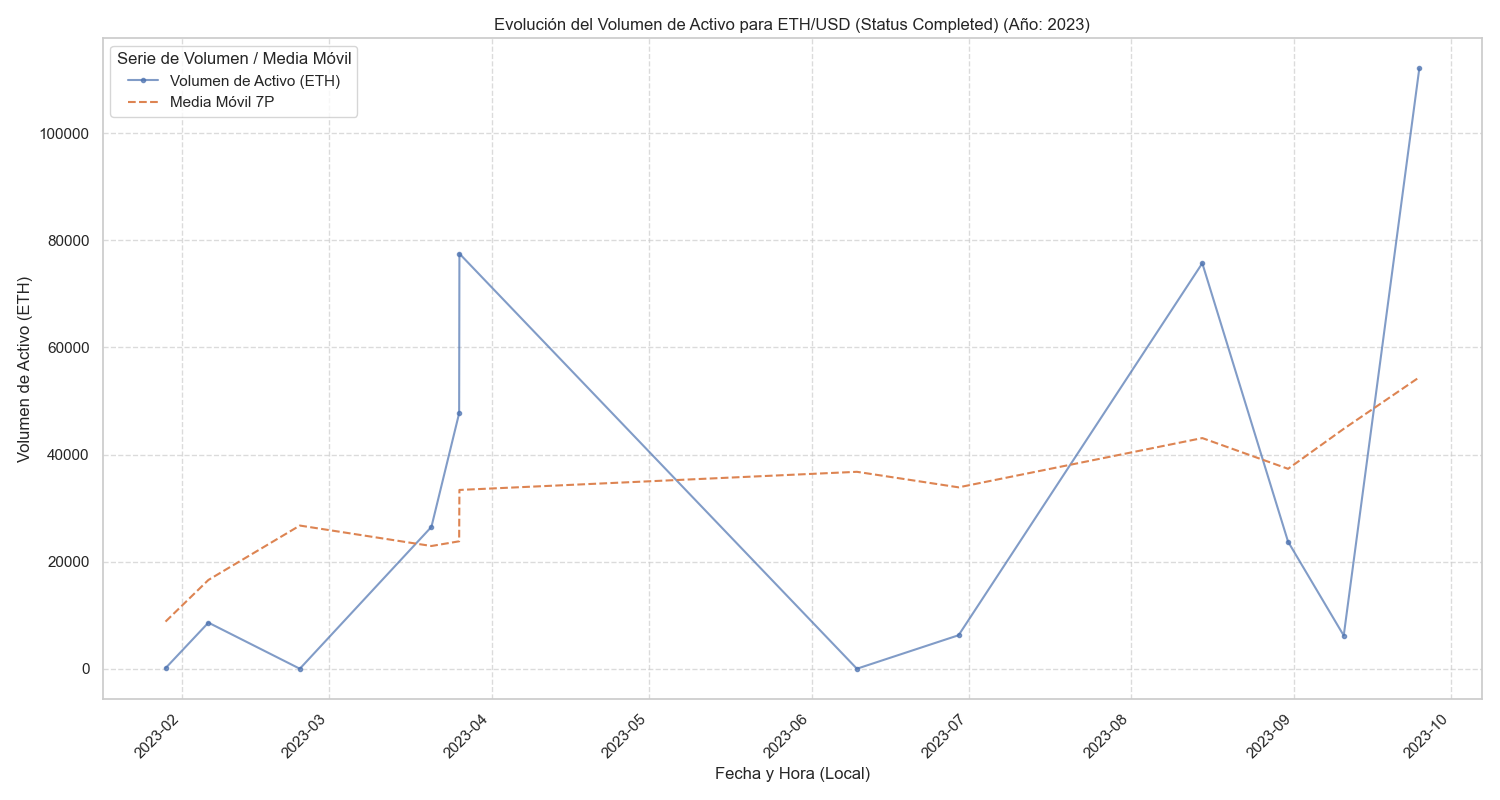 Evolución del Volumen de Activo para ETH/USD (Status Completed) (Año: 2023)
Serie de Volumen / Media Móvil
Volumen de Activo (ETH)
Media Móvil 7P
Volumen de Activo (ETH)
100000
80000
60000
40000
20000
0
2023-02
2023-03
2023-04
2023-05
2023-06
2023-07
2023-08
2023-09
2023-10
Fecha y Hora (Local)